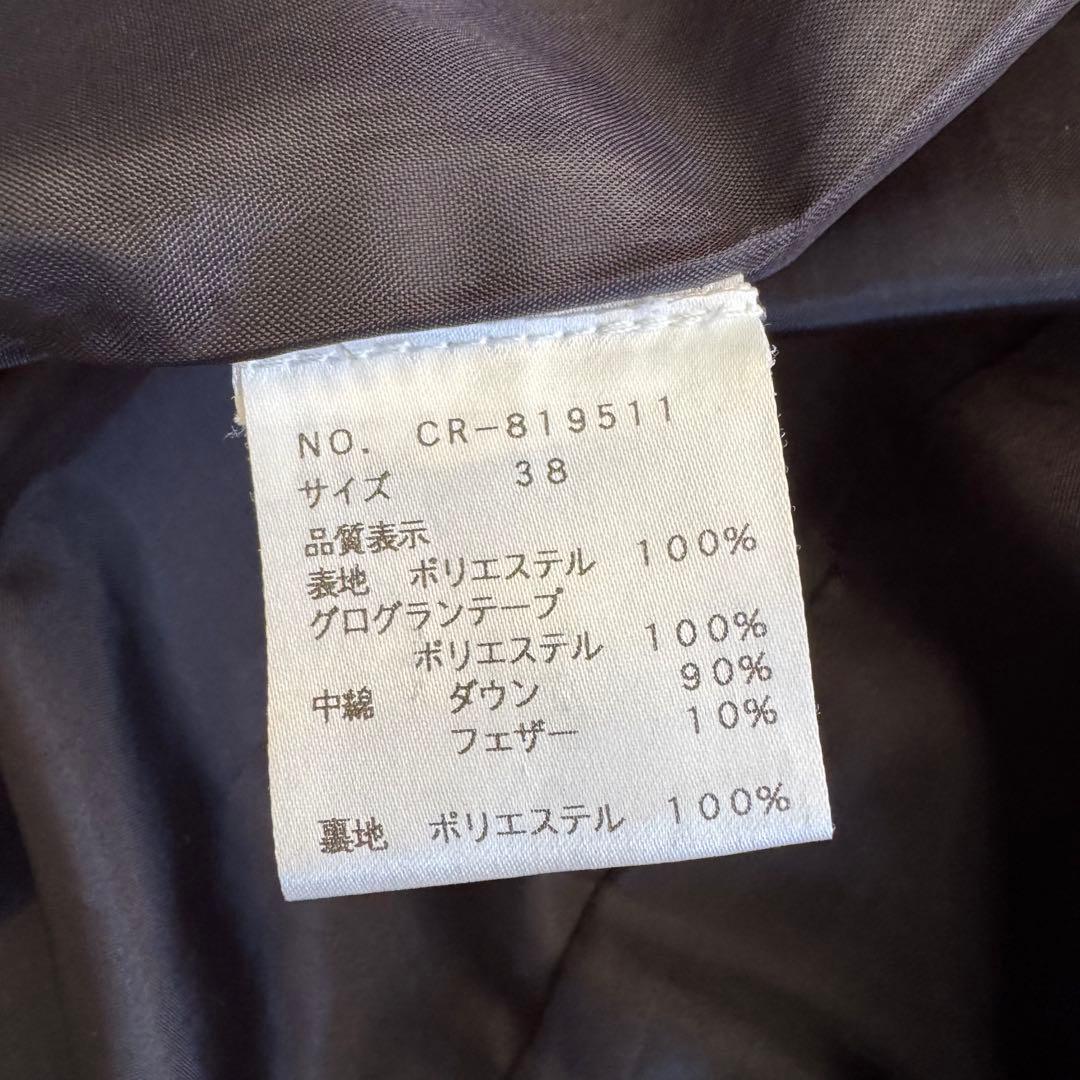 NO. CR-819511
サイズ 38
品質表示
表地 ポリエステル 100%
グログランテープ
ポリエステル 100%
中綿 ダウン 90%
フェザー 10%
裏地 ポリエステル 100%